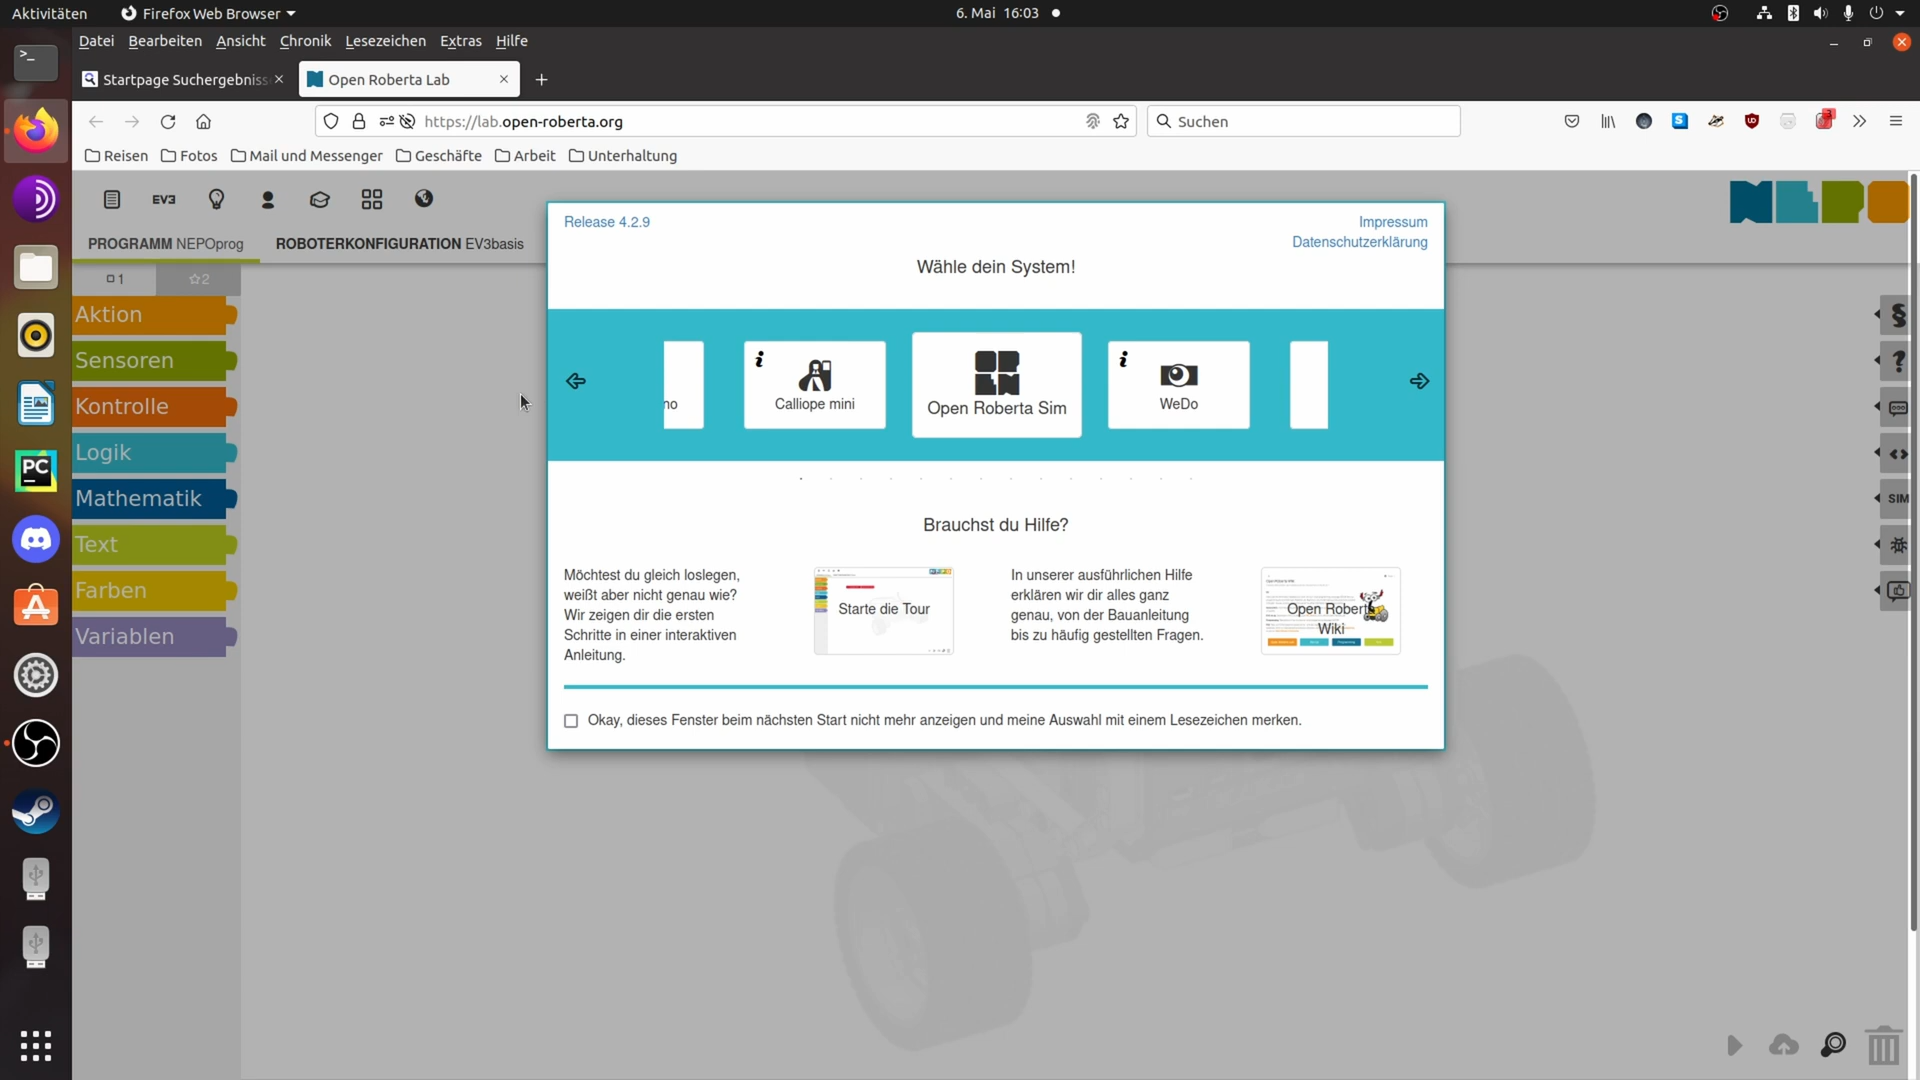 Aktivitäten
Firefox Web Browser
6. Mai 16:03
Datei Bearbeiten Ansicht Chronik Lesezeichen Extras Hilfe
Startpage Suchergebniss
Open Roberta Lab
https://lab.open-roberta.org
Suchen
3
Reisen Fotos Mail und Messenger Geschäfte Arbeit Unterhaltung
EV3
PROGRAMM NEPOprog
ROBOTERKONFIGURATION EV3basis
1
2
Aktion
Sensoren
Kontrolle
Logik
Mathematik
Text
Farben
Variablen
Release 4.2.9
Impressum
Datenschutzerklärung
Wähle dein System!
no
Calliope mini
Open Roberta Sim
WeDo
Brauchst du Hilfe?
Möchtest du gleich loslegen,
weißt aber nicht genau wie?
Wir zeigen dir die ersten
Schritte in einer interaktiven
Anleitung.
Starte die Tour
In unserer ausführlichen Hilfe
erklären wir dir alles ganz
genau, von der Bauanleitung
bis zu häufig gestellten Fragen.
Open Roberta
Wiki
Okay, dieses Fenster beim nächsten Start nicht mehr anzeigen und meine Auswahl mit einem Lesezeichen merken.
SIM
PC